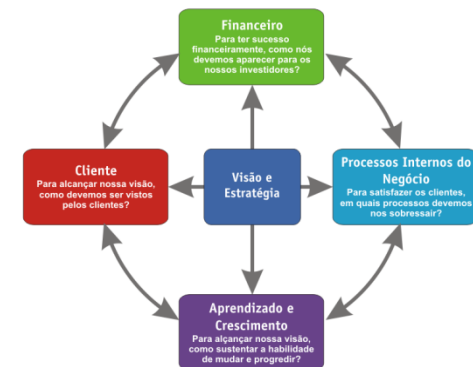 Financeiro
Para ter sucesso
financeiramente, como nós
devemos aparecer para os
nossos investidores?
Cliente
Para alcançar nossa visão,
como devemos ser vistos
pelos clientes?
Visão e
Estratégia
Processos Internos do
Negócio
Para satisfazer os clientes,
em quais processos devemos
nos sobressair?
Aprendizado e
Crescimento
Para alçançar nossa visão,
como sustentar a habilidade
de mudar e progredir?